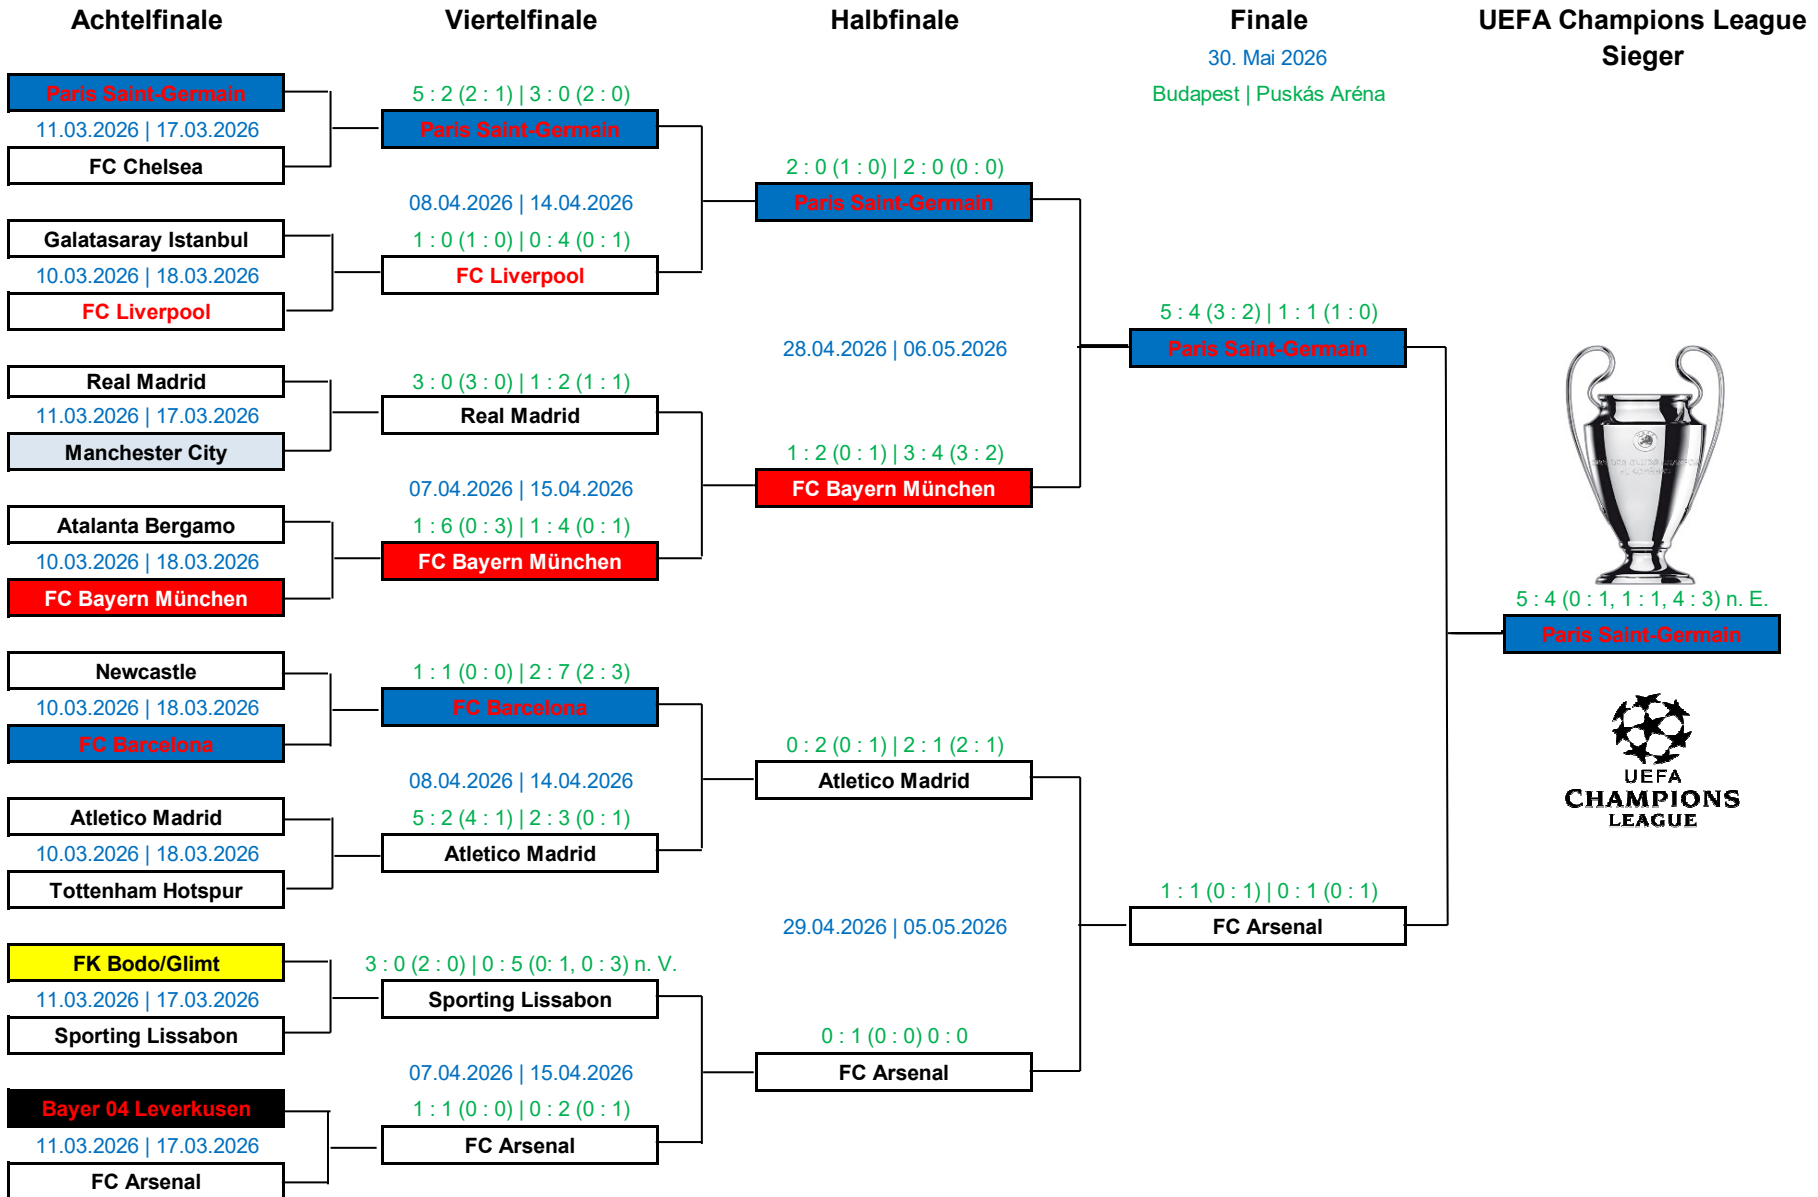 Achtelfinale
Viertelfinale
Halbfinale
Finale
UEFA Champions League
Sieger
30. Mai 2026
Budapest | Puskás Aréna
Paris Saint-Germain
11.03.2026 | 17.03.2026
FC Chelsea
Galatasaray Istanbul
10.03.2026 | 18.03.2026
FC Liverpool
Real Madrid
11.03.2026 | 17.03.2026
Manchester City
Atalanta Bergamo
10.03.2026 | 18.03.2026
FC Bayern München
Newcastle
10.03.2026 | 18.03.2026
FC Barcelona
Atletico Madrid
10.03.2026 | 18.03.2026
Tottenham Hotspur
FK Bodo/Glimt
11.03.2026 | 17.03.2026
Sporting Lissabon
Bayer 04 Leverkusen
11.03.2026 | 17.03.2026
FC Arsenal
5 : 2 (2 : 1) | 3 : 0 (2 : 0)
Paris Saint-Germain
08.04.2026 | 14.04.2026
1 : 0 (1 : 0) | 0 : 4 (0 : 1)
FC Liverpool
3 : 0 (3 : 0) | 1 : 2 (1 : 1)
Real Madrid
07.04.2026 | 15.04.2026
1 : 6 (0 : 3) | 1 : 4 (0 : 1)
FC Bayern München
1 : 1 (0 : 0) | 2 : 7 (2 : 3)
FC Barcelona
08.04.2026 | 14.04.2026
5 : 2 (4 : 1) | 2 : 3 (0 : 1)
Atletico Madrid
3 : 0 (2 : 0) | 0 : 5 (0: 1, 0 : 3) n. V.
Sporting Lissabon
07.04.2026 | 15.04.2026
1 : 1 (0 : 0) | 0 : 2 (0 : 1)
FC Arsenal
2 : 0 (1 : 0) | 2 : 0 (0 : 0)
Paris Saint-Germain
28.04.2026 | 06.05.2026
1 : 2 (0 : 1) | 3 : 4 (3 : 2)
FC Bayern München
0 : 2 (0 : 1) | 2 : 1 (2 : 1)
Atletico Madrid
29.04.2026 | 05.05.2026
0 : 1 (0 : 0) 0 : 0
FC Arsenal
5 : 4 (3 : 2) | 1 : 1 (1 : 0)
Paris Saint-Germain
1 : 1 (0 : 1) | 0 : 1 (0 : 1)
FC Arsenal
5 : 4 (0 : 1, 1 : 1, 4 : 3) n. E.
Paris Saint-Germain
UEFA
CHAMPIONS
LEAGUE